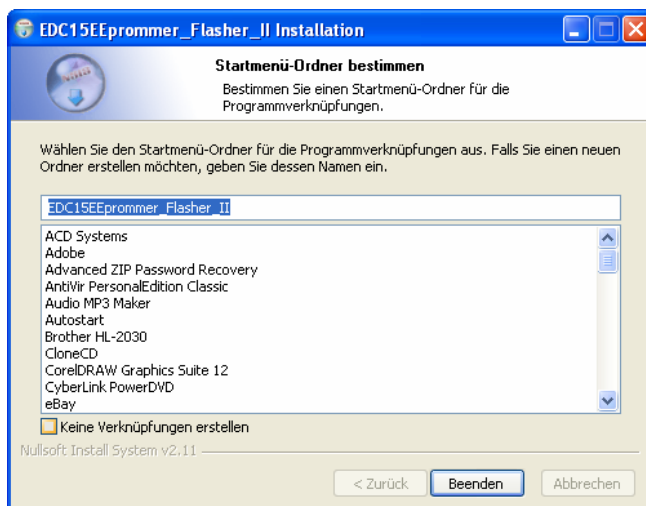 EDC15EEprommer_Flasher_II Installation
Startmenü-Ordner bestimmen
Bestimmen Sie einen Startmenü-Ordner für die
Programmverknüpfungen.
Wählen Sie den Startmenü-Ordner für die Programmverknüpfungen aus. Falls Sie einen neuen
Ordner erstellen möchten, geben Sie dessen Namen ein.
EDC15EEprommer_Flasher_II
ACD Systems
Adobe
Advanced ZIP Password Recovery
AntiVir PersonalEdition Classic
Audio MP3 Maker
Autostart
Brother HL-2030
CloneCD
CorelDRAW Graphics Suite 12
CyberLink PowerDVD
eBay
Keine Verknüpfungen erstellen
Nullsoft Install System v2.11
< Zurück
Beenden
Abbrechen